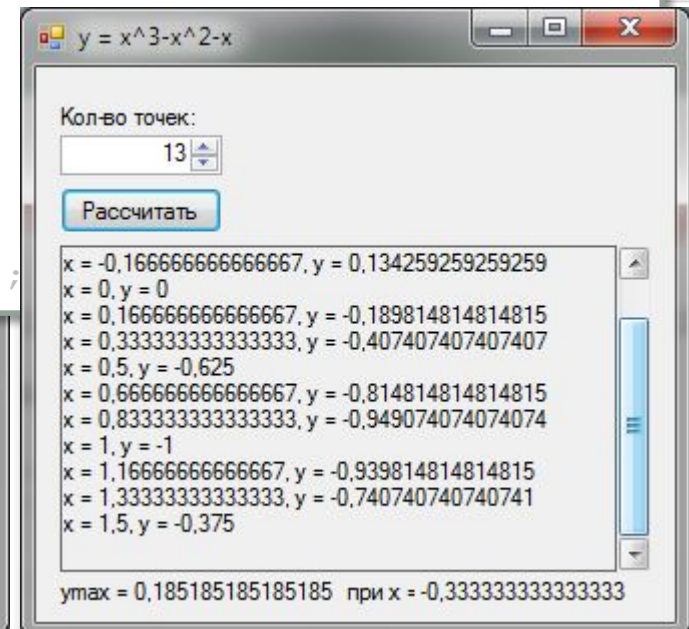 y = x^3-x^2-x
Кол-во точек:
13
Рассчитать
x = -0,166666666666667, y = 0,134259259259259
x = 0, y = 0
x = 0,166666666666667, y = -0,189814814814815
x = 0,333333333333333, y = -0,407407407407407
x = 0,5, y = -0,625
x = 0,666666666666667, y = -0,814814814814815
x = 0,833333333333333, y = -0,949074074074074
x = 1, y = -1
x = 1,16666666666667, y = -0,939814814814815
x = 1,33333333333333, y = -0,740740740740741
x = 1,5, y = -0,375
ymax = 0,185185185185185 при x = -0,333333333333333
;